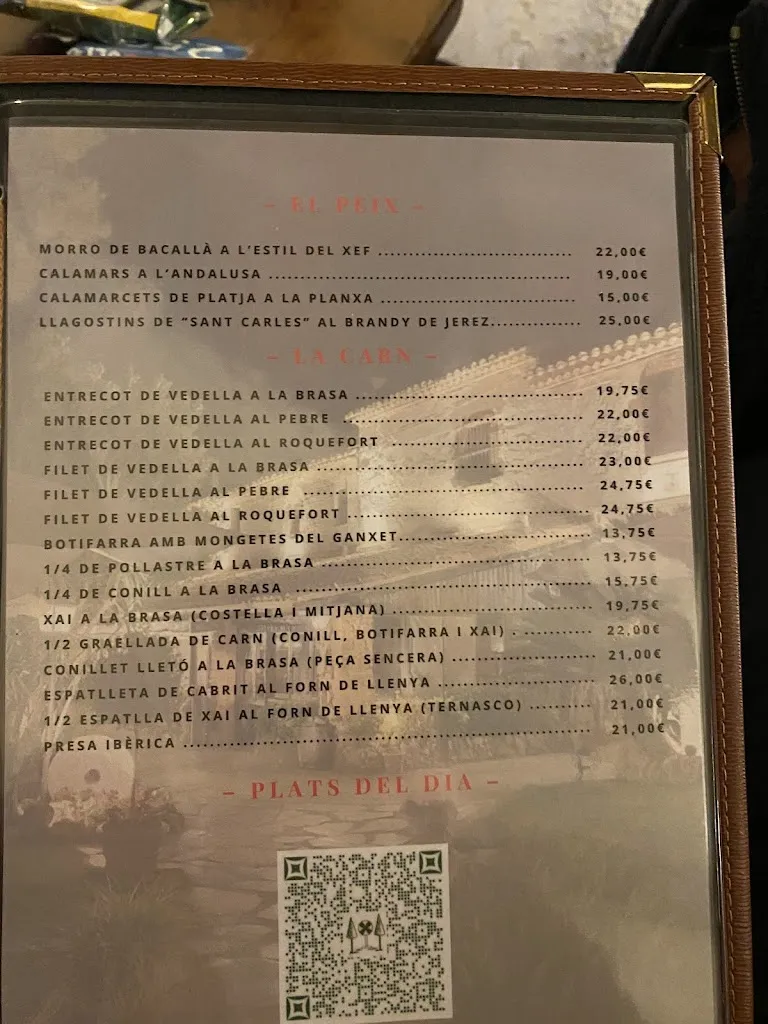 – EL PEIX –
MORRO DE BACALLÀ A L'ESTIL DEL XEF ................................ 22,00€
CALAMARS A L'ANDALUSA ................................................. 19,00€
CALAMARCETS DE PLATJA A LA PLANXA ................................ 15,00€
LLAGOSTINS DE "SANT CARLES" AL BRANDY DE JEREZ............... 25,00€
– LA CARN –
ENTRECOT DE VEDELLA A LA BRASA ...................................... 19,75€
ENTRECOT DE VEDELLA AL PEBRE ........................................ 22,00€
ENTRECOT DE VEDELLA AL ROQUEFORT ................................ 22,00€
FILET DE VEDELLA A LA BRASA ............................................ 23,00€
FILET DE VEDELLA AL PEBRE .............................................. 24,75€
FILET DE VEDELLA AL ROQUEFORT ....................................... 24,75€
BOTIFARRA AMB MONGETES DEL GANXET................................ 13,75€
1/4 DE POLLASTRE A LA BRASA ............................................ 13,75€
1/4 DE CONILL A LA BRASA ................................................ 15,75€
XAI A LA BRASA (COSTELLA I MITJANA) ................................ 19,75€
1/2 GRAELLADA DE CARN (CONILL, BOTIFARRA I XAI) . ............ 22,00€
CONILLET LLETÓ A LA BRASA (PEÇA SENCERA) ........................ 21,00€
ESPATLLETA DE CABRIT AL FORN DE LLENYA .......................... 26,00€
1/2 ESPATLLA DE XAI AL FORN DE LLENYA (TERNASCO) ........... 21,00€
PRESA IBÈRICA ................................................................ 21,00€
– PLATS DEL DIA –